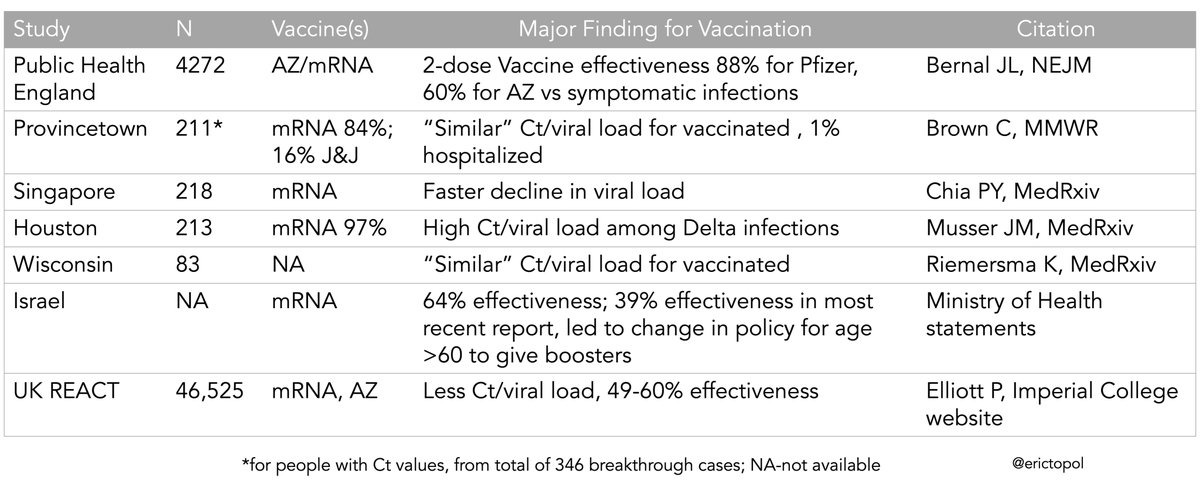 Study N Vaccine(s) Major Finding for Vaccination Citation
Public Health 4272 AZ/mRNA 2-dose Vaccine effectiveness 88% for Pfizer, Bernal JL, NEJM
England 60% for AZ vs symptomatic infections
Provincetown 211* mRNA 84%; “Similar” Ct/viral load for vaccinated , 1% Brown C, MMWR
16% J&J hospitalized
Singapore 218 mRNA Faster decline in viral load Chia PY, MedRxiv
Houston 213 mRNA 97% High Ct/viral load among Delta infections Musser JM, MedRxiv
Wisconsin 83 NA “Similar” Ct/viral load for vaccinated Riemersma K, MedRxiv
Israel NA mRNA 64% effectiveness; 39% effectiveness in most Ministry of Health
recent report, led to change in policy for age statements
>60 to give boosters
UK REACT 46,525 mRNA, AZ Less Ct/viral load, 49-60% effectiveness Elliott P, Imperial College
website
*for people with Ct values, from total of 346 breakthrough cases; NA-not available @erictopol